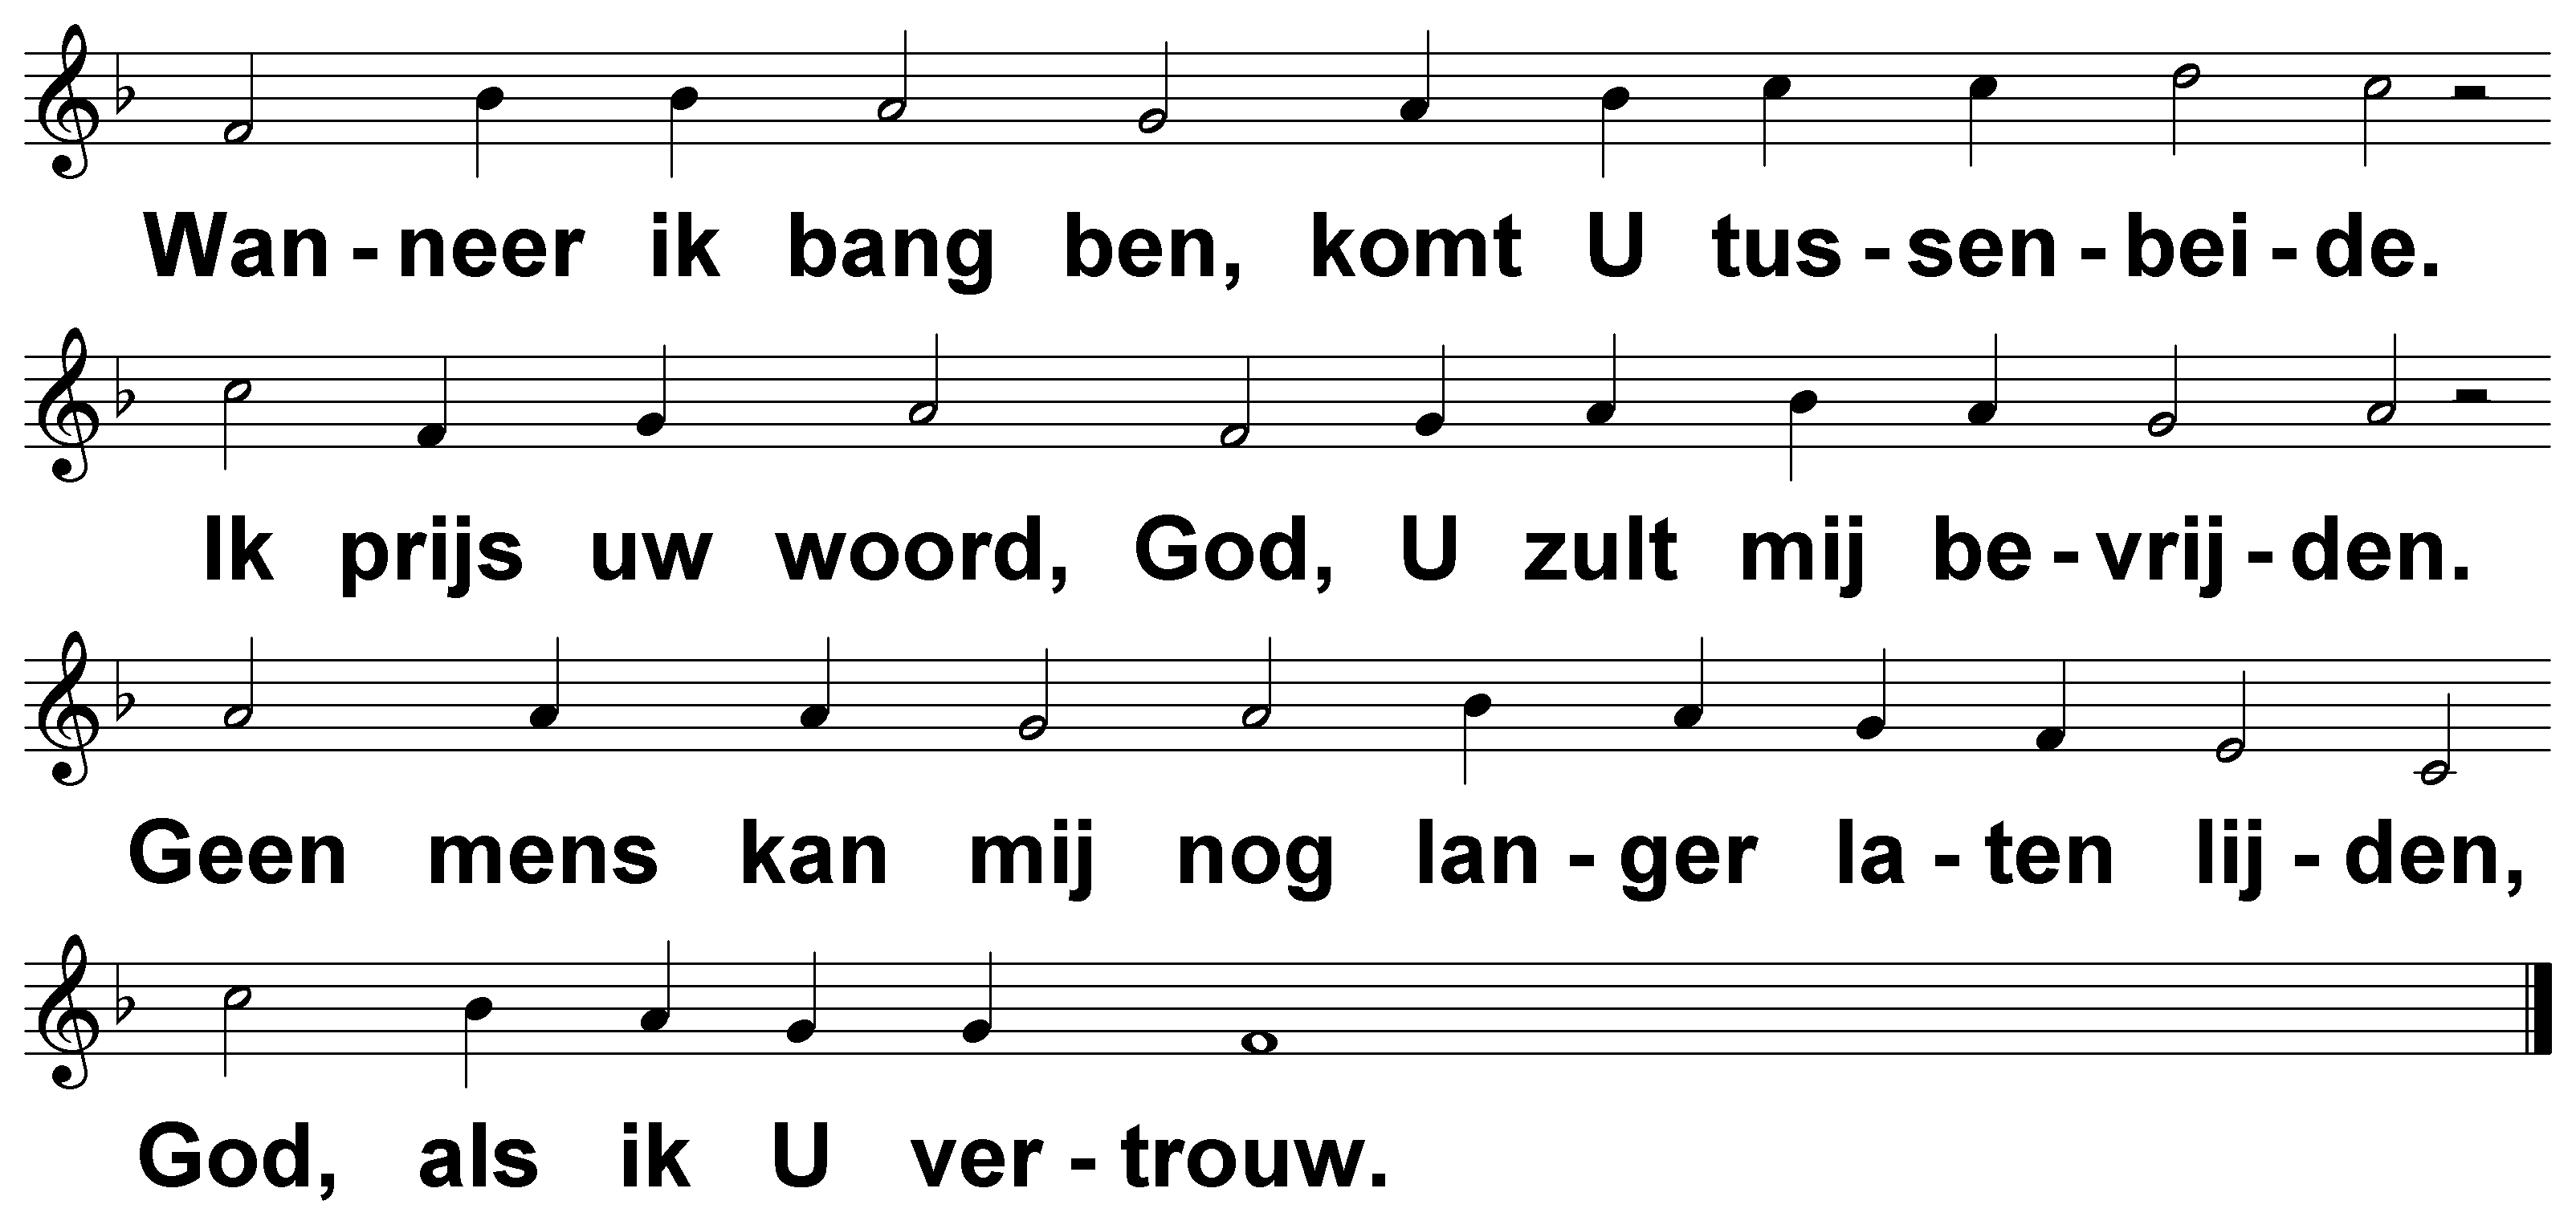 Wan - neer ik bang ben, komt U tus - sen - bei - de.
Ik prijs uw woord, God, U zult mij be - vrij - den.
Geen mens kan mij nog lan - ger la - ten lij - den,
God, als ik U ver - trouw.